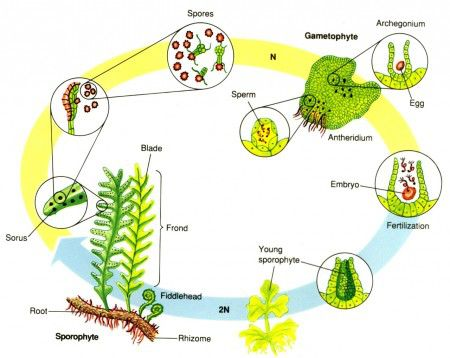 Spores
N
Gametophyte
Archegonium
Egg
Sperm
Antheridium
Embryo
Fertilization
Blade
Frond
Sorus
Fiddlehead
Young
sporophyte
2N
Root
Rhizome
Sporophyte